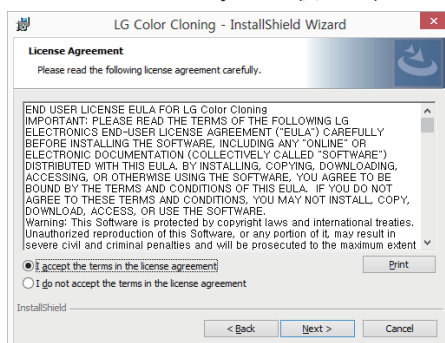 LG Color Cloning - InstallShield Wizard
License Agreement
Please read the following license agreement carefully.
END USER LICENSE EULA FOR LG Color Cloning
IMPORTANT: PLEASE READ THE TERMS OF THE FOLLOWING LG
ELECTRONICS END-USER LICENSE AGREEMENT ("EULA") CAREFULLY
BEFORE INSTALLING THE SOFTWARE, INCLUDING ANY "ONLINE" OR
ELECTRONIC DOCUMENTATION (COLLECTIVELY CALLED "SOFTWARE")
DISTRIBUTED WITH THIS EULA. BY INSTALLING, COPYING, DOWNLOADING,
ACCESSING, OR OTHERWISE USING THE SOFTWARE, YOU AGREE TO BE
BOUND BY THE TERMS AND CONDITIONS OF THIS EULA. IF YOU DO NOT
AGREE TO THESE TERMS AND CONDITIONS, YOU MAY NOT INSTALL, COPY,
DOWNLOAD, ACCESS, OR USE THE SOFTWARE.
Warning: This Software is protected by copyright laws and international treaties.
Unauthorized reproduction of this Software, or any portion of it, may result in
severe civil and criminal penalties and will be prosecuted to the maximum extent
I accept the terms in the license agreement
Print
I do not accept the terms in the license agreement
InstallShield
< Back
Next >
Cancel